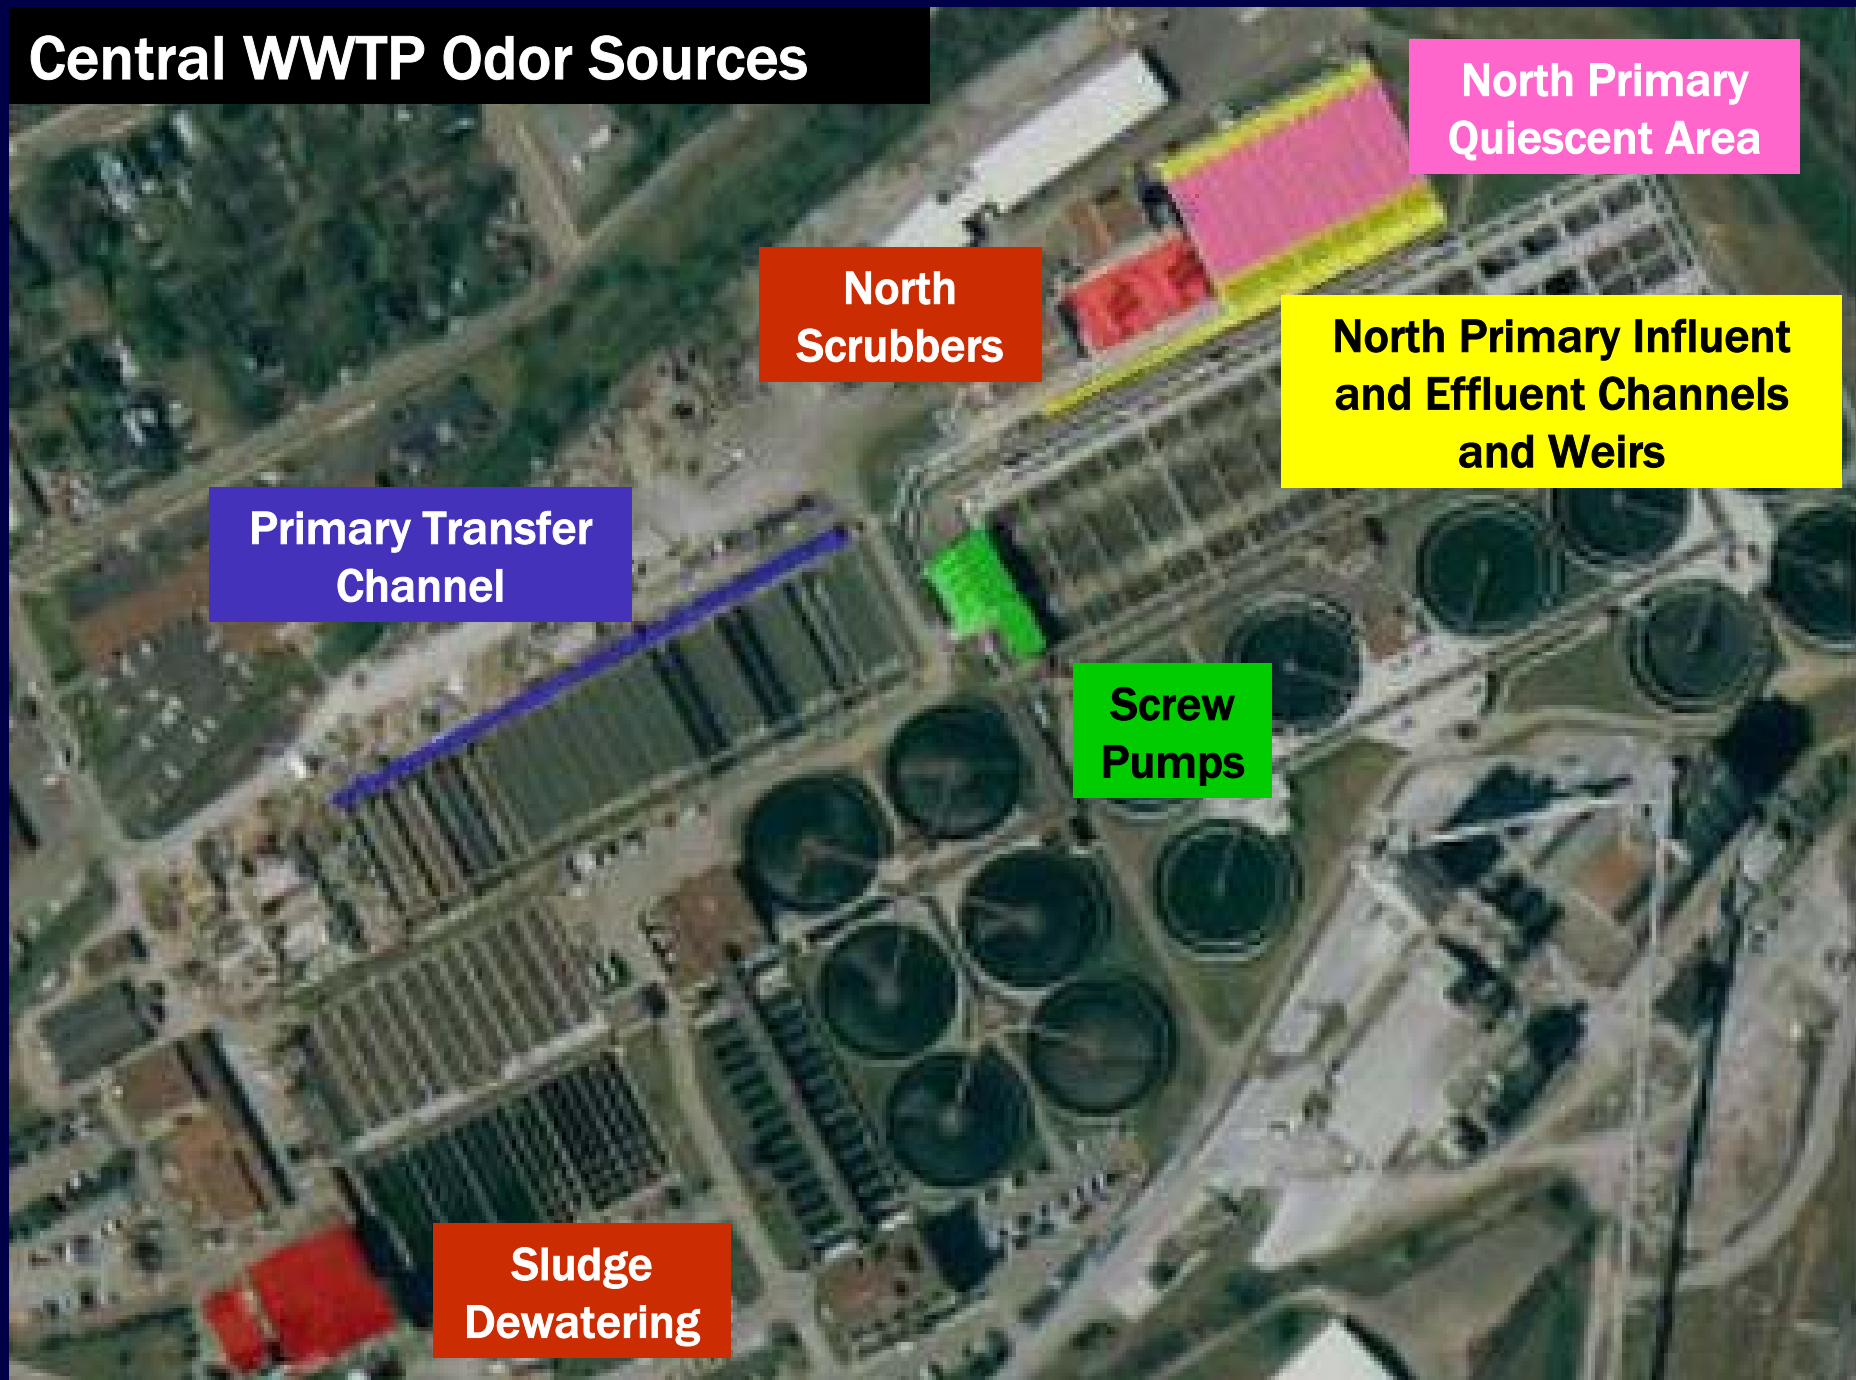 Central WWTP Odor Sources
North Primary
Quiescent Area
North
Scrubbers
North Primary Influent
and Effluent Channels
and Weirs
Primary Transfer
Channel
Screw
Pumps
Sludge
Dewatering